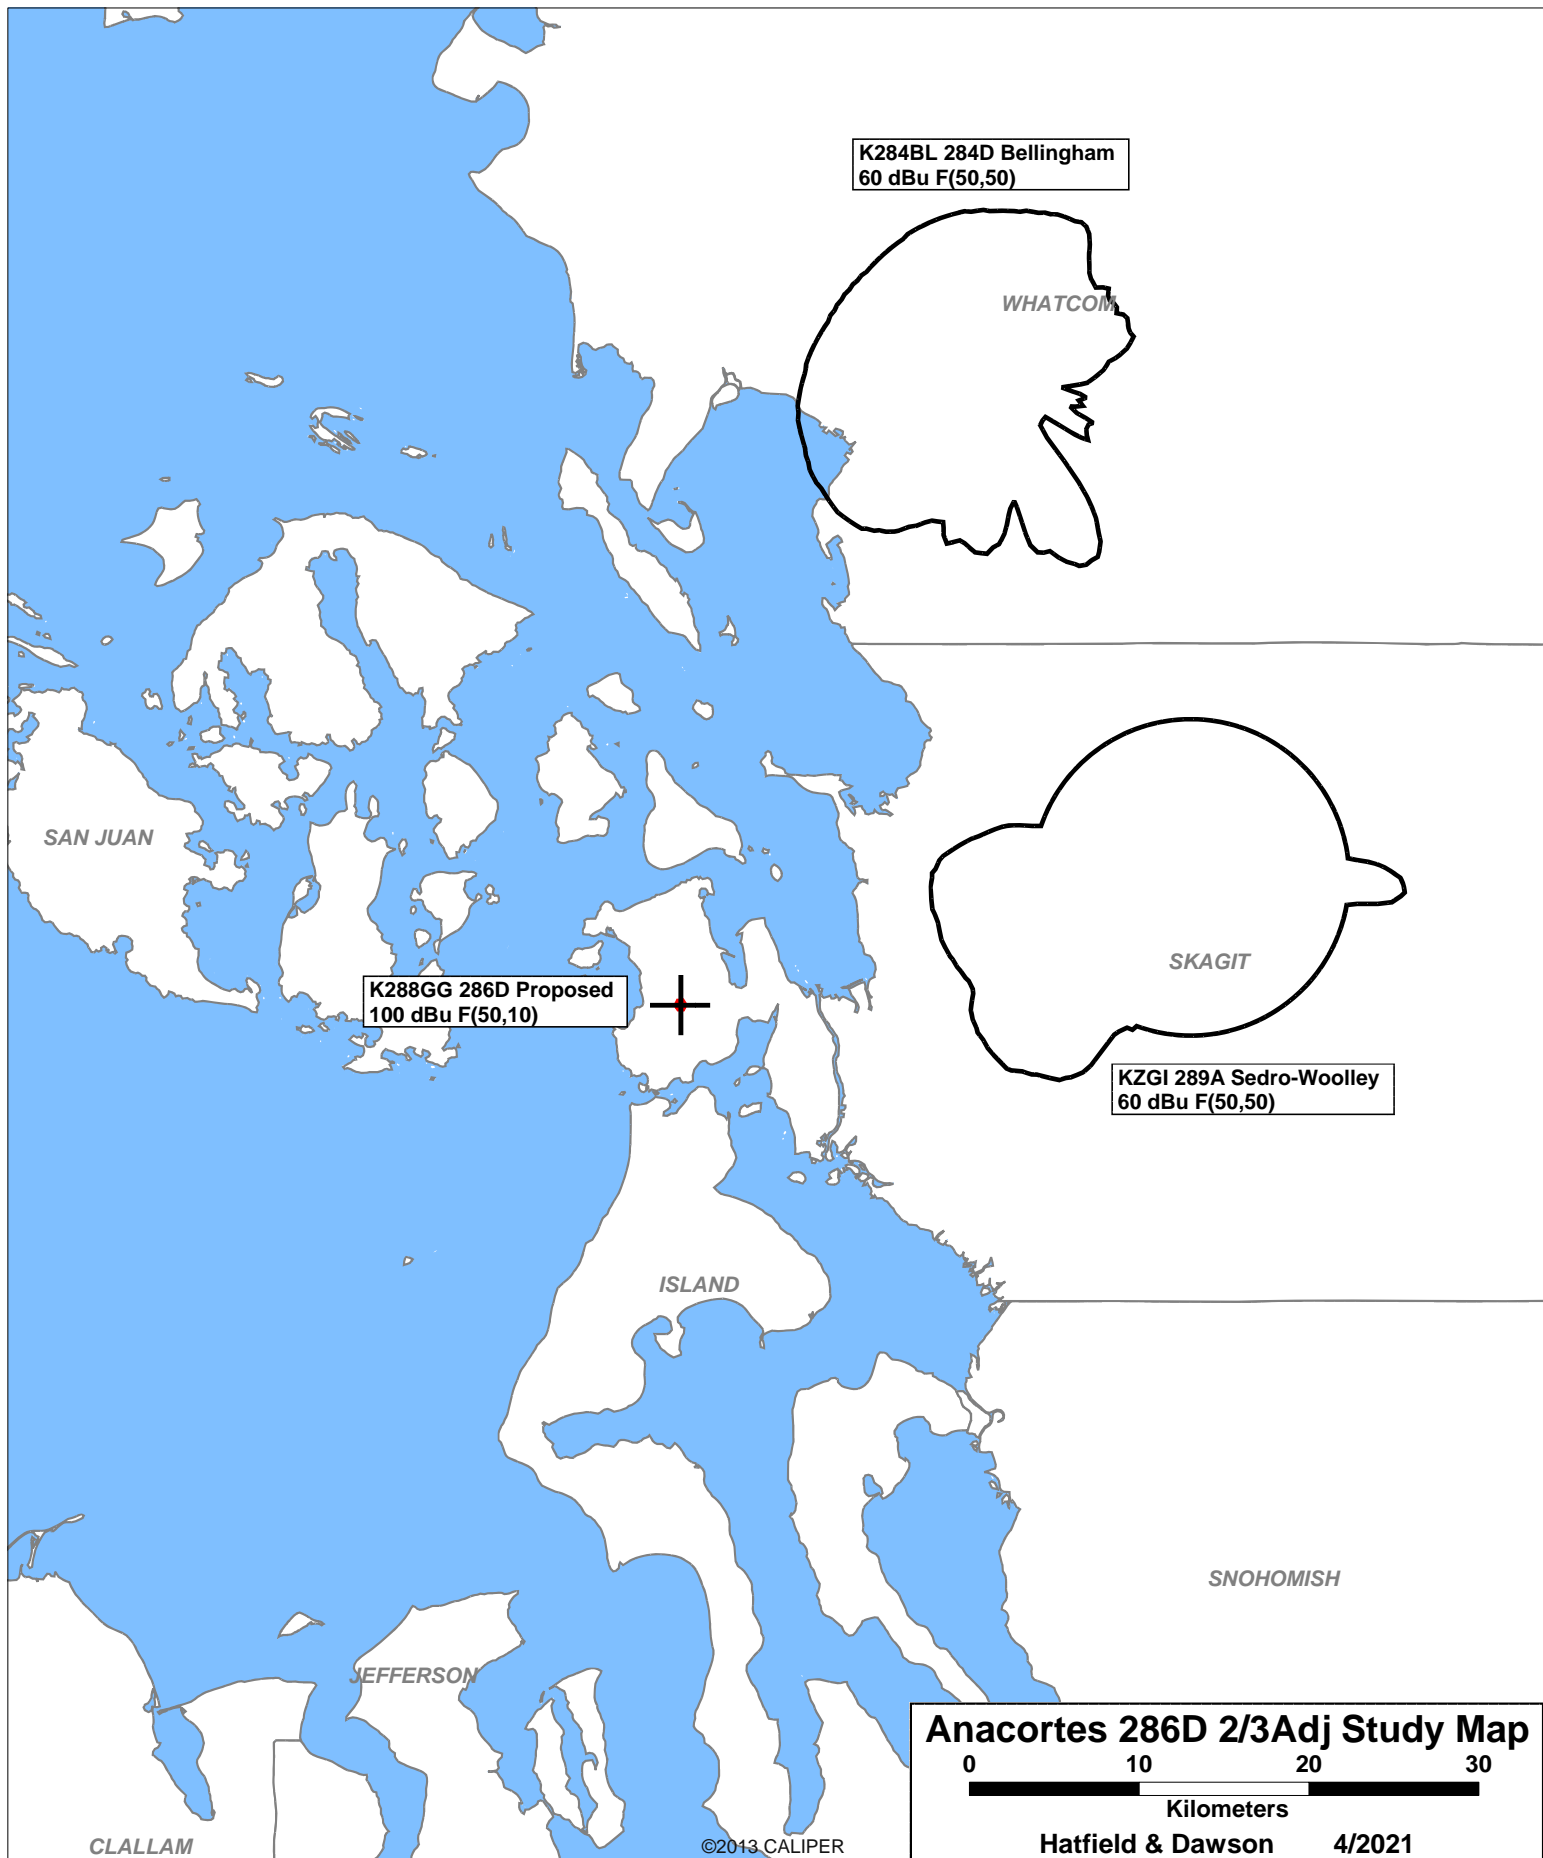 K284BL 284D Bellingham
60 dBu F(50,50)
WHATCOM
SAN JUAN
SKAGIT
K288GG 286D Proposed
100 dBu F(50,10)
KZGI 289A Sedro-Woolley
60 dBu F(50,50)
ISLAND
SNOHOMISH
JEFFERSON
Anacortes 286D 2/3Adj Study Map
0 10 20 30
Kilometers
Hatfield & Dawson 4/2021
CLALLAM
©2013 CALIPER